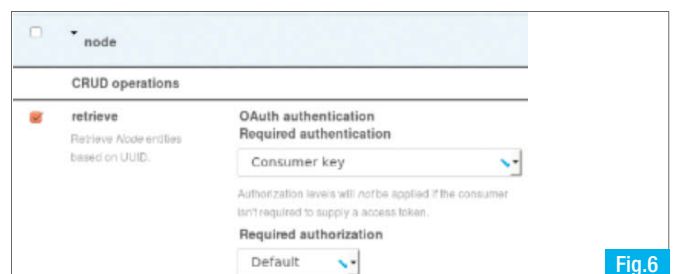 node
CRUD operations
retrieve
Retrieve Node entities
based on UUID.
OAuth authentication
Required authentication
Consumer key
Authorization levels will not be applied if the consumer
isn't required to supply a access token.
Required authorization
Default
Fig.6